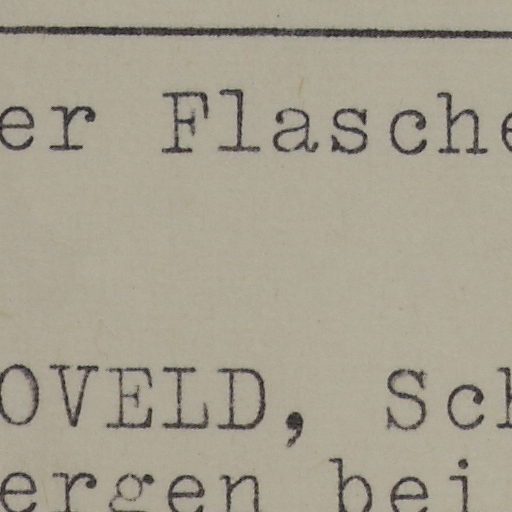 er Flasche
OVELD, Sch
ergen bei